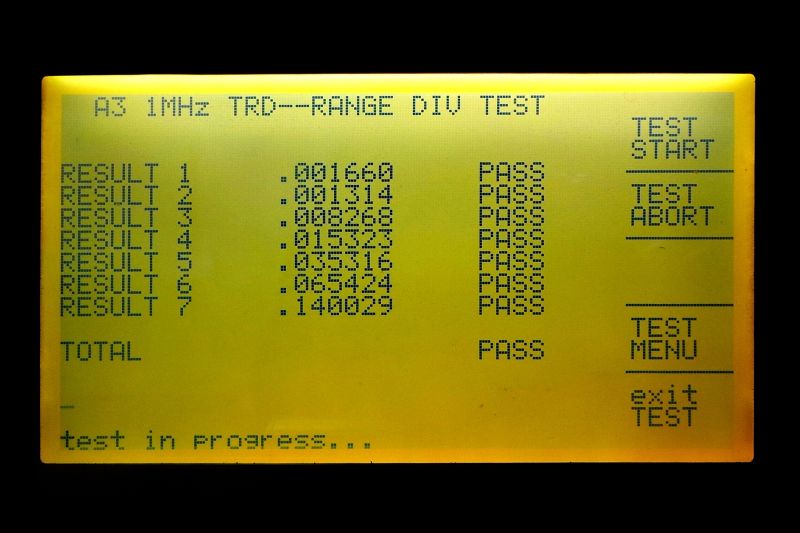 A3 1MHz TRD--RANGE DIV TEST
RESULT 1 .001660 PASS
RESULT 2 .001314 PASS
RESULT 3 .008268 PASS
RESULT 4 .015323 PASS
RESULT 5 .035316 PASS
RESULT 6 .065424 PASS
RESULT 7 .140029 PASS
TOTAL PASS
_
test in progress...
TEST
START
TEST
ABORT
TEST
MENU
exit
TEST